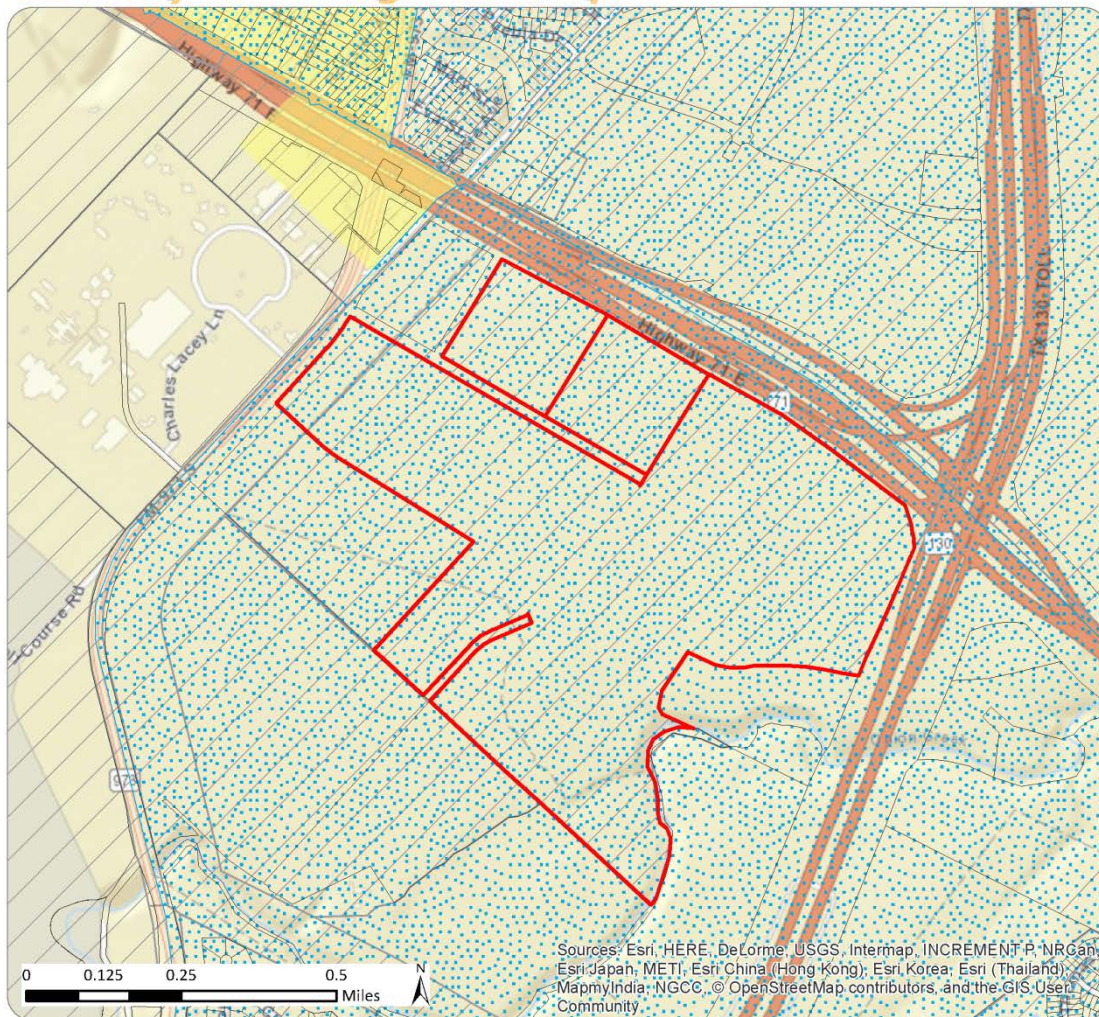 Highway 71 E
Charles Lacey Ln
Highway 71 E
71
TX 130 TOLL
130
Course Rd
973
0 0.125 0.25 0.5
Miles
N
Sources: Esri, HERE, DeLorme, USGS, Intermap, INCREMENT P, NRCan,
Esri Japan, METI, Esri China (Hong Kong), Esri Korea, Esri (Thailand),
MapmyIndia, NGCC, © OpenStreetMap contributors, and the GIS User
Community